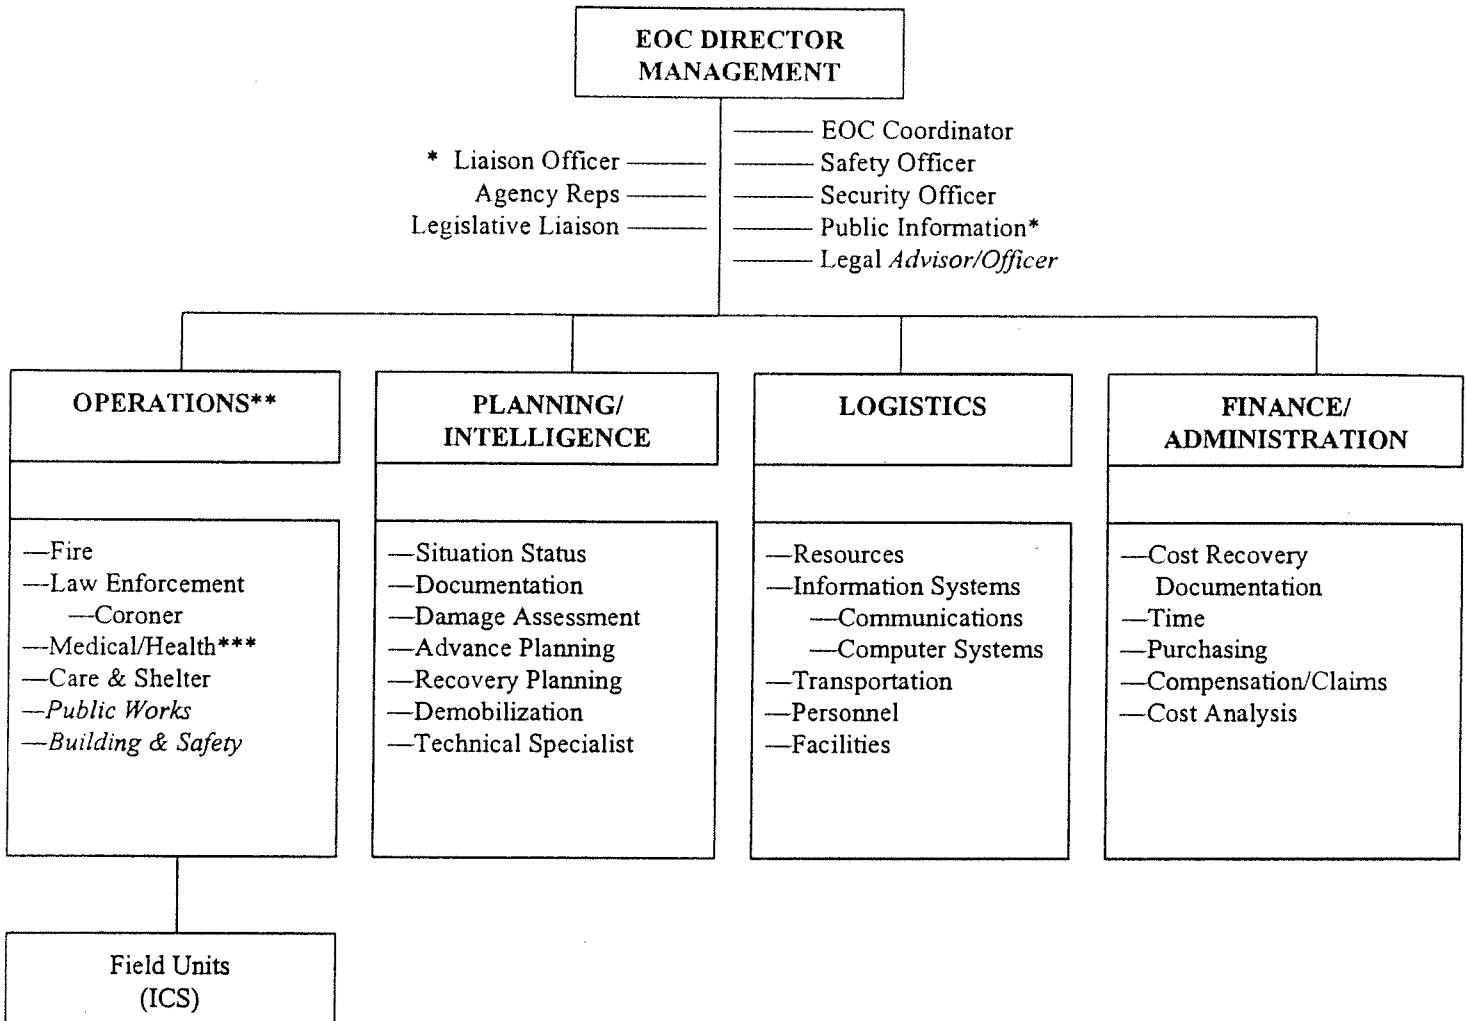 EOC DIRECTOR
MANAGEMENT
EOC Coordinator
* Liaison Officer
Safety Officer
Agency Reps
Security Officer
Legislative Liaison
Public Information*
Legal Advisor/Officer
OPERATIONS**
—Fire
—Law Enforcement
—Coroner
—Medical/Health***
—Care & Shelter
—Public Works
—Building & Safety
Field Units
(ICS)
PLANNING/
INTELLIGENCE
—Situation Status
—Documentation
—Damage Assessment
—Advance Planning
—Recovery Planning
—Demobilization
—Technical Specialist
LOGISTICS
—Resources
—Information Systems
—Communications
—Computer Systems
—Transportation
—Personnel
—Facilities
FINANCE/
ADMINISTRATION
—Cost Recovery
Documentation
—Time
—Purchasing
—Compensation/Claims
—Cost Analysis